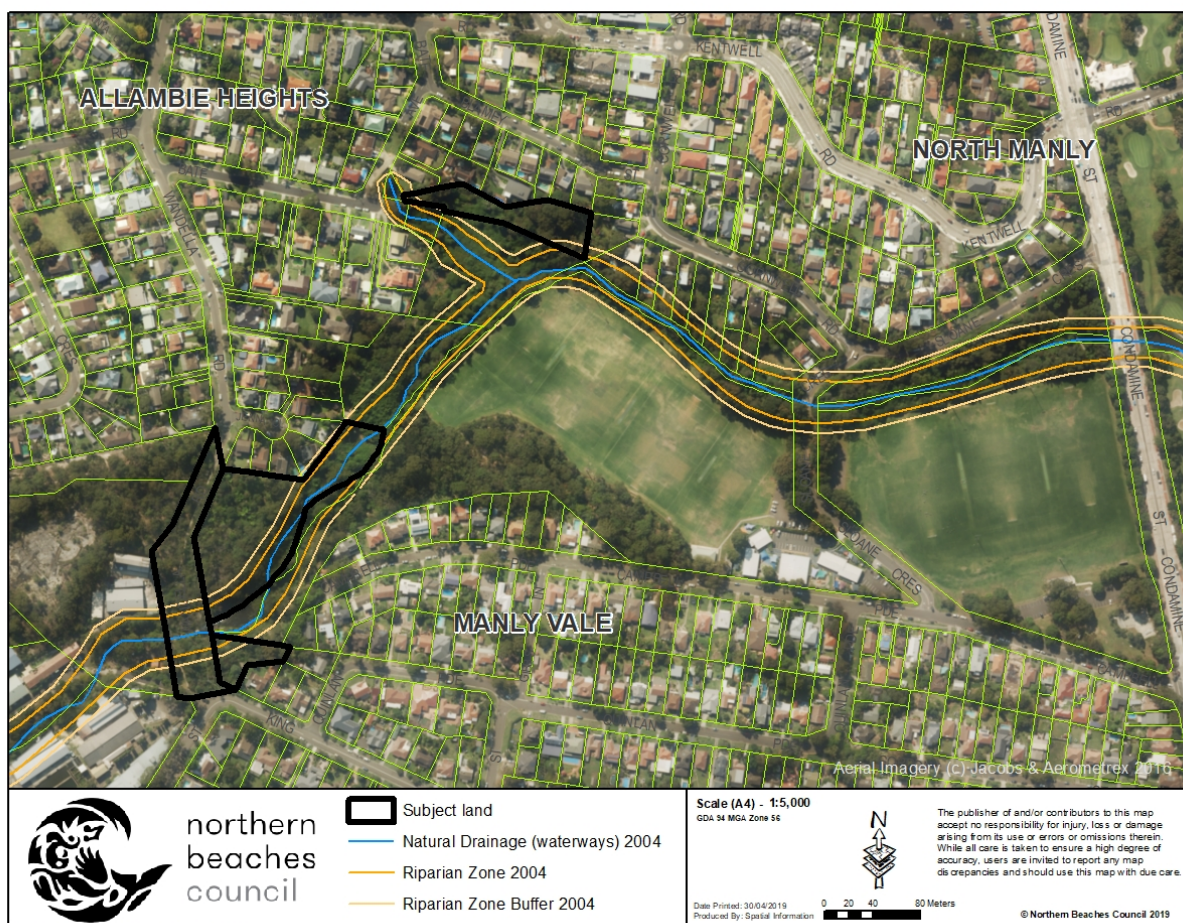 ALLAMBIE HEIGHTS
KENTWELL
RD
NORTH MANLY
RD
ST
RD
WANDELLA
KENTWELL
RD
RD
CONDAMINE
ST
CONDAMINE
CRES
MANLY VALE
KING
ST
Aerial Imagery (c) Jacobs & Aerometrex 2016
northern
beaches
council
Subject land
Natural Drainage (waterways) 2004
Riparian Zone 2004
Riparian Zone Buffer 2004
Scale (A4) - 1:5,000
GDA 94 MGA Zone 56
N
Date Printed: 30/04/2019
Produced By: Spatial Information
0 20 40 80 Meters
The publisher of and/or contributors to this map
accept no responsibility for injury, loss or damage
arising from its use or errors or omissions therein.
While all care is taken to ensure a high degree of
accuracy, users are invited to report any map
discrepancies and should use this map with due care.
© Northern Beaches Council 2019